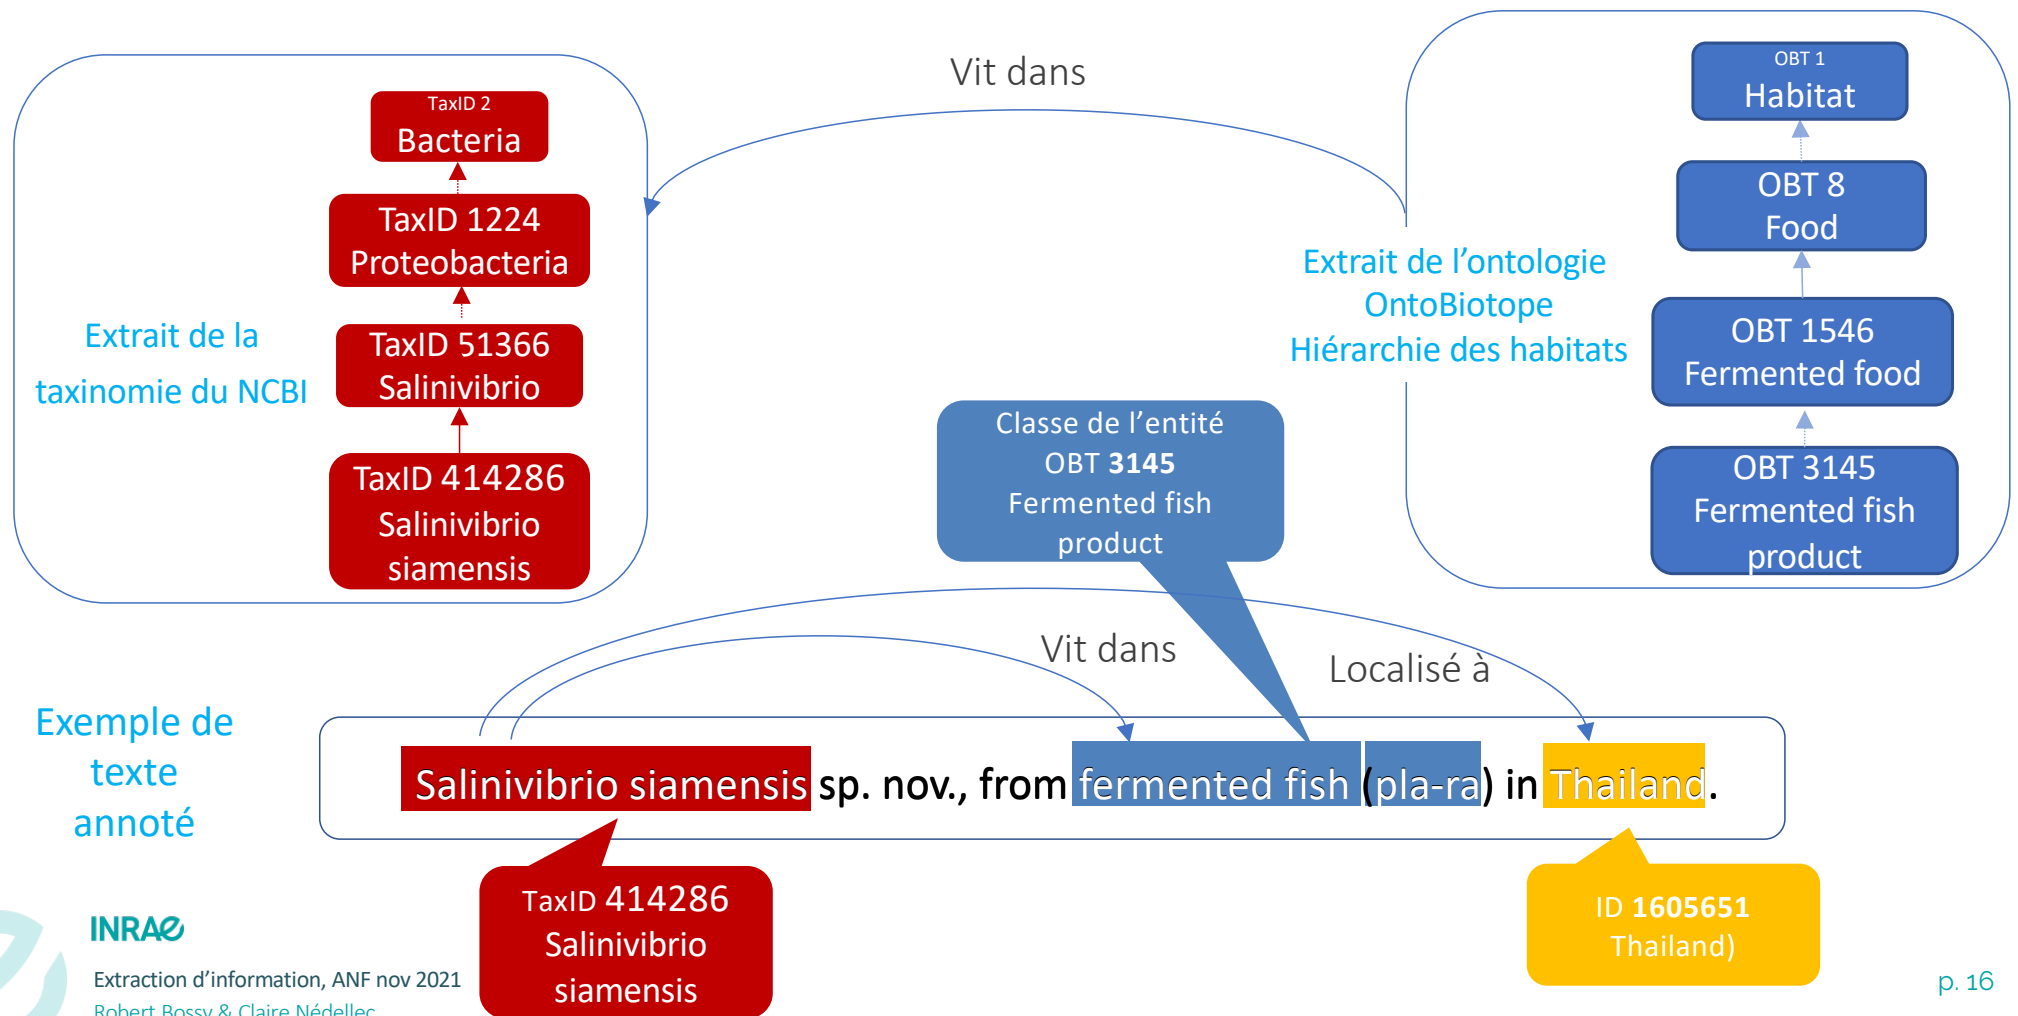 Vit dans
TaxID 2
Bacteria
TaxID 1224
Proteobacteria
TaxID 51366
Salinivibrio
TaxID 414286
Salinivibrio
siamensis
Extrait de la
taxinomie du NCBI
OBT 1
Habitat
OBT 8
Food
OBT 1546
Fermented food
OBT 3145
Fermented fish
product
Extrait de l’ontologie
OntoBiotope
Hiérarchie des habitats
Classe de l’entité
OBT 3145
Fermented fish
product
Vit dans
Localisé à
Exemple de
texte
annoté
Salinivibrio siamensis sp. nov., from fermented fish (pla-ra) in Thailand.
TaxID 414286
Salinivibrio
siamensis
ID 1605651
Thailand)
INRAE
Extraction d’information, ANF nov 2021
Robert Bossy & Claire Nédellec
p. 16